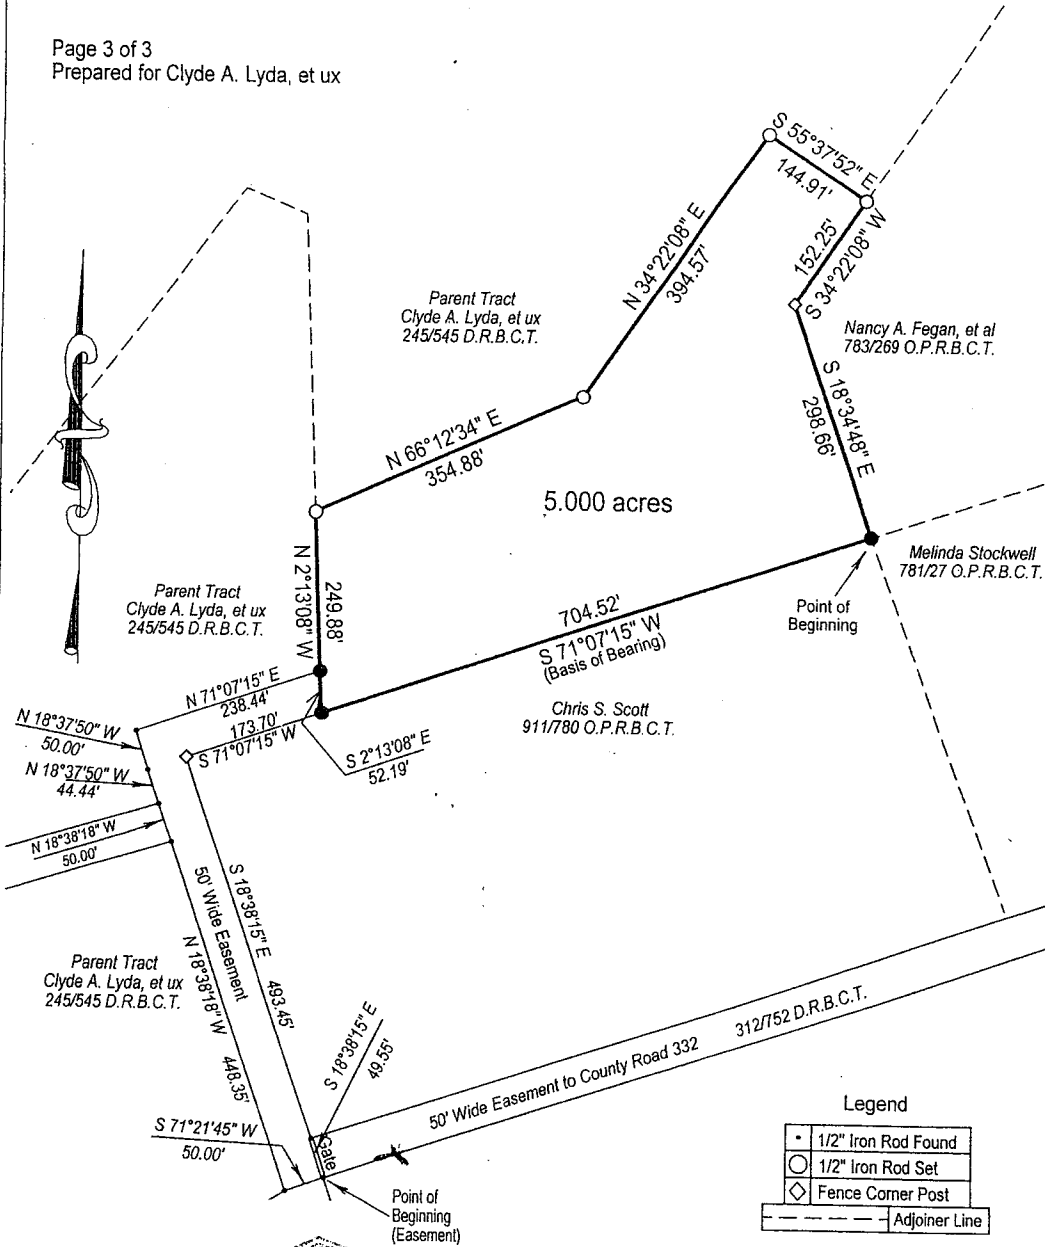 Page 3 of 3
Prepared for Clyde A. Lyda, et ux
S 55°37'52" E
144.91'
N 34°22'08" E
394.57'
152.25'
S 34°22'08" W
Parent Tract
Clyde A. Lyda, et ux
245/545 D.R.B.C.T.
Nancy A. Fegan, et al
783/269 O.P.R.B.C.T.
S 18°34'48" E
298.66'
N 66°12'34" E
354.88'
5.000 acres
N 2°13'08" W
249.88'
Melinda Stockwell
781/27 O.P.R.B.C.T.
Point of
Beginning
704.52'
S 71°07'15" W
(Basis of Bearing)
Parent Tract
Clyde A. Lyda, et ux
245/545 D.R.B.C.T.
N 71°07'15" E
238.44'
173.70'
S 71°07'15" W
Chris S. Scott
911/780 O.P.R.B.C.T.
S 2°13'08" E
52.19'
N 18°37'50" W
50.00'
N 18°37'50" W
44.44'
N 18°38'18" W
50.00'
50' Wide Easement
S 18°38'15" E
493.45'
N 18°38'18" W
448.35'
Parent Tract
Clyde A. Lyda, et ux
245/545 D.R.B.C.T.
S 18°38'15" E
49.55'
50' Wide Easement to County Road 332
312/752 D.R.B.C.T.
S 71°21'45" W
50.00'
Gate
Point of
Beginning
(Easement)
Legend
1/2" Iron Rod Found
1/2" Iron Rod Set
Fence Corner Post
Adjoiner Line